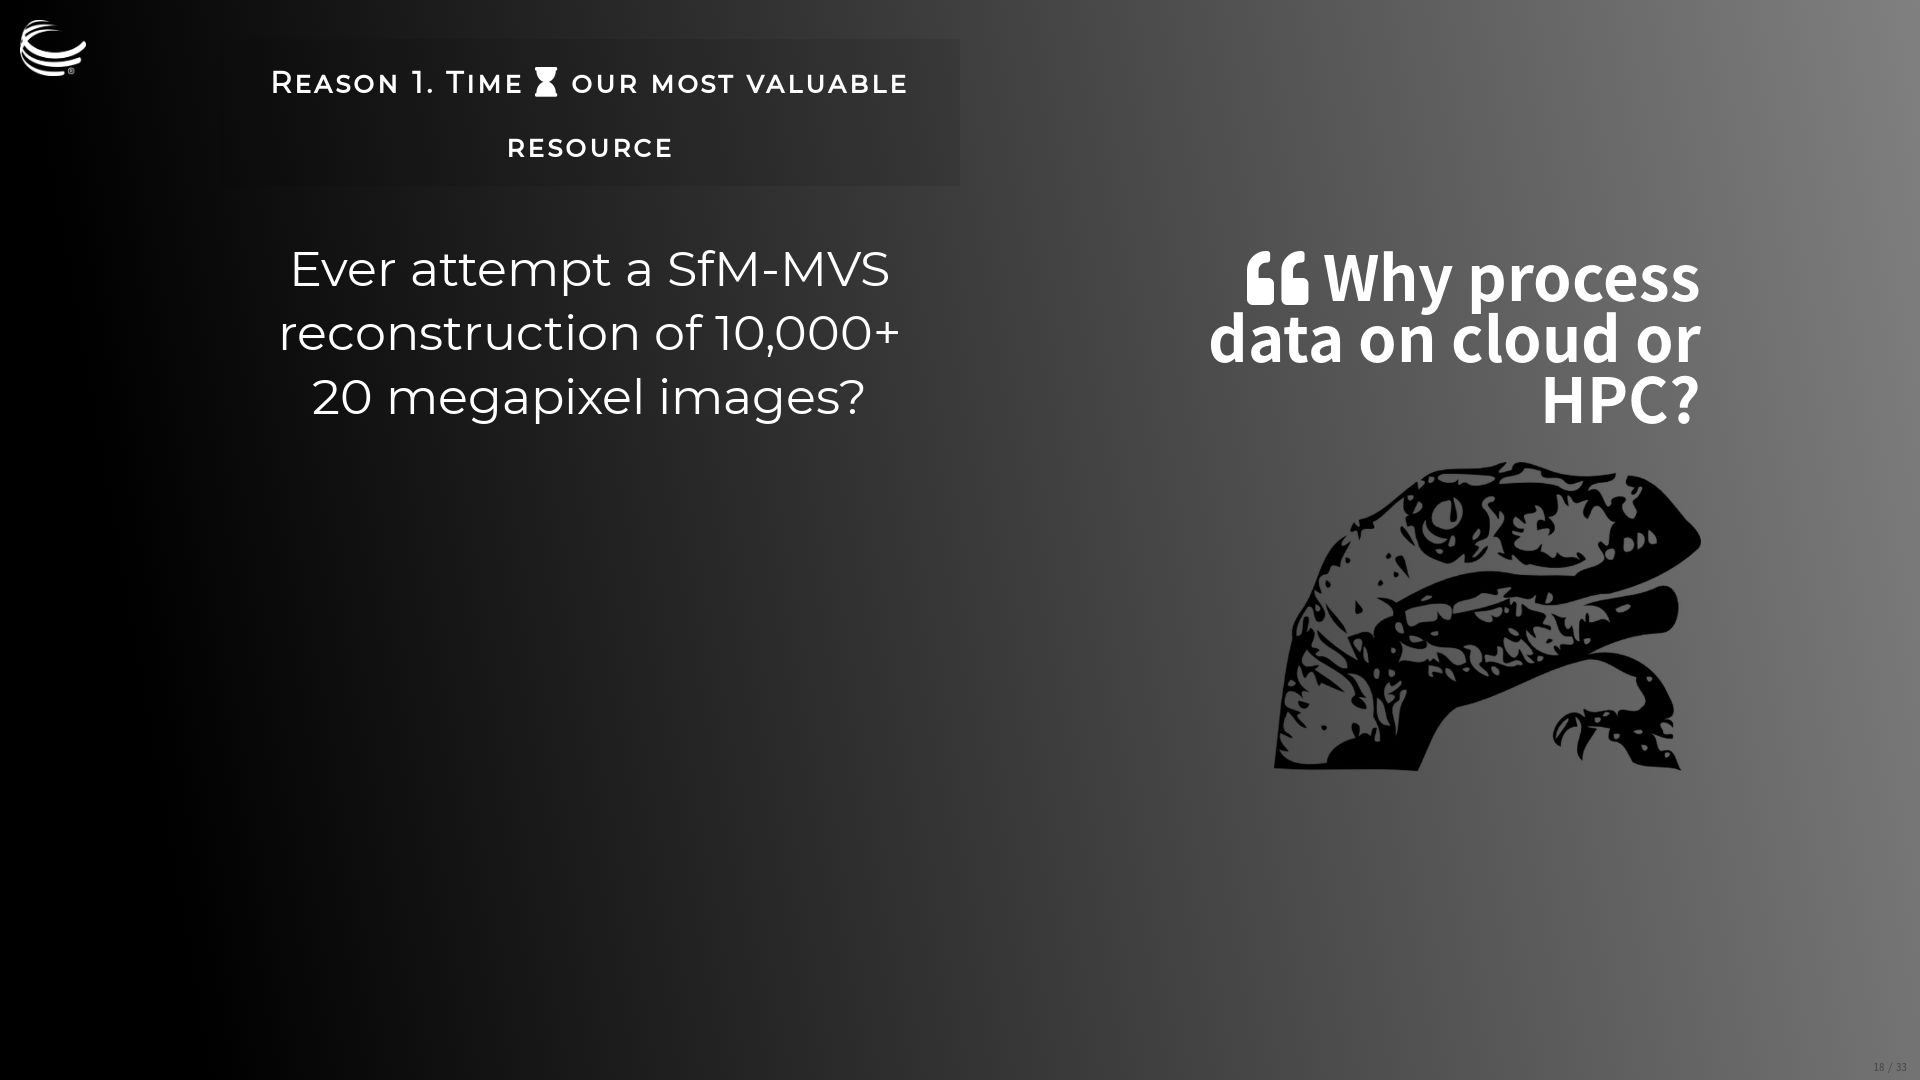 Reason 1. Time our most valuable
resource
Ever attempt a SfM-MVS
reconstruction of 10,000+
20 megapixel images?
“ Why process
data on cloud or
HPC?
18 / 33